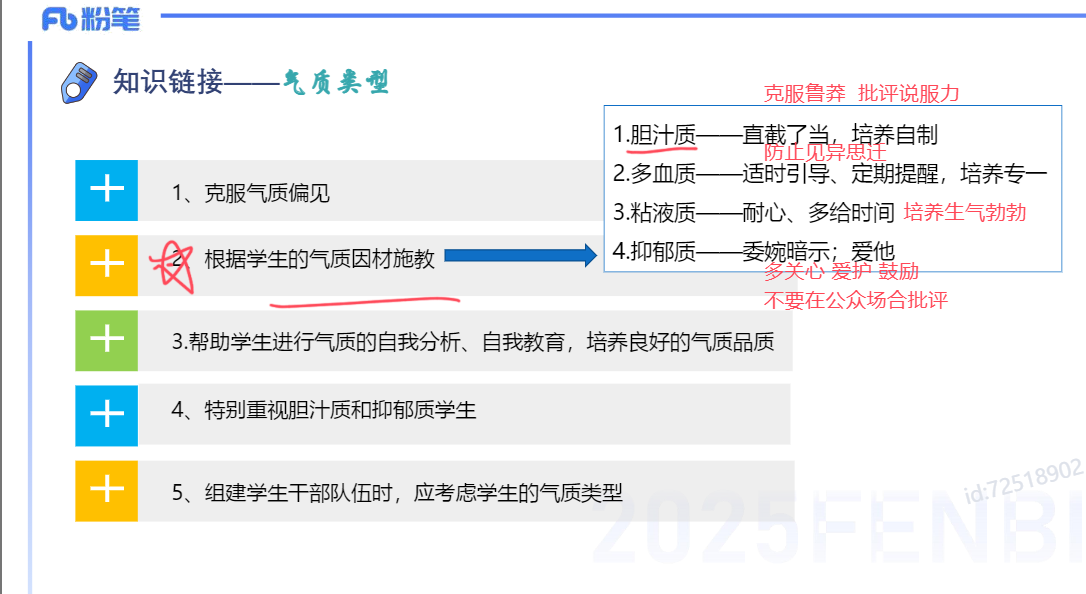 粉笔
知识链接——气质类型
克服鲁莽 批评说服力
1.胆汁质——直截了当，培养自制
防止见异思迁
2.多血质——适时引导、定期提醒，培养专一
3.粘液质——耐心、多给时间 培养生气勃勃
4.抑郁质——委婉暗示；爱他
多关心 爱护 鼓励
不要在公众场合批评
1、克服气质偏见
2、根据学生的气质因材施教
3.帮助学生进行气质的自我分析、自我教育，培养良好的气质品质
4、特别重视胆汁质和抑郁质学生
5、组建学生干部队伍时，应考虑学生的气质类型
id:72518902
2025FENBI